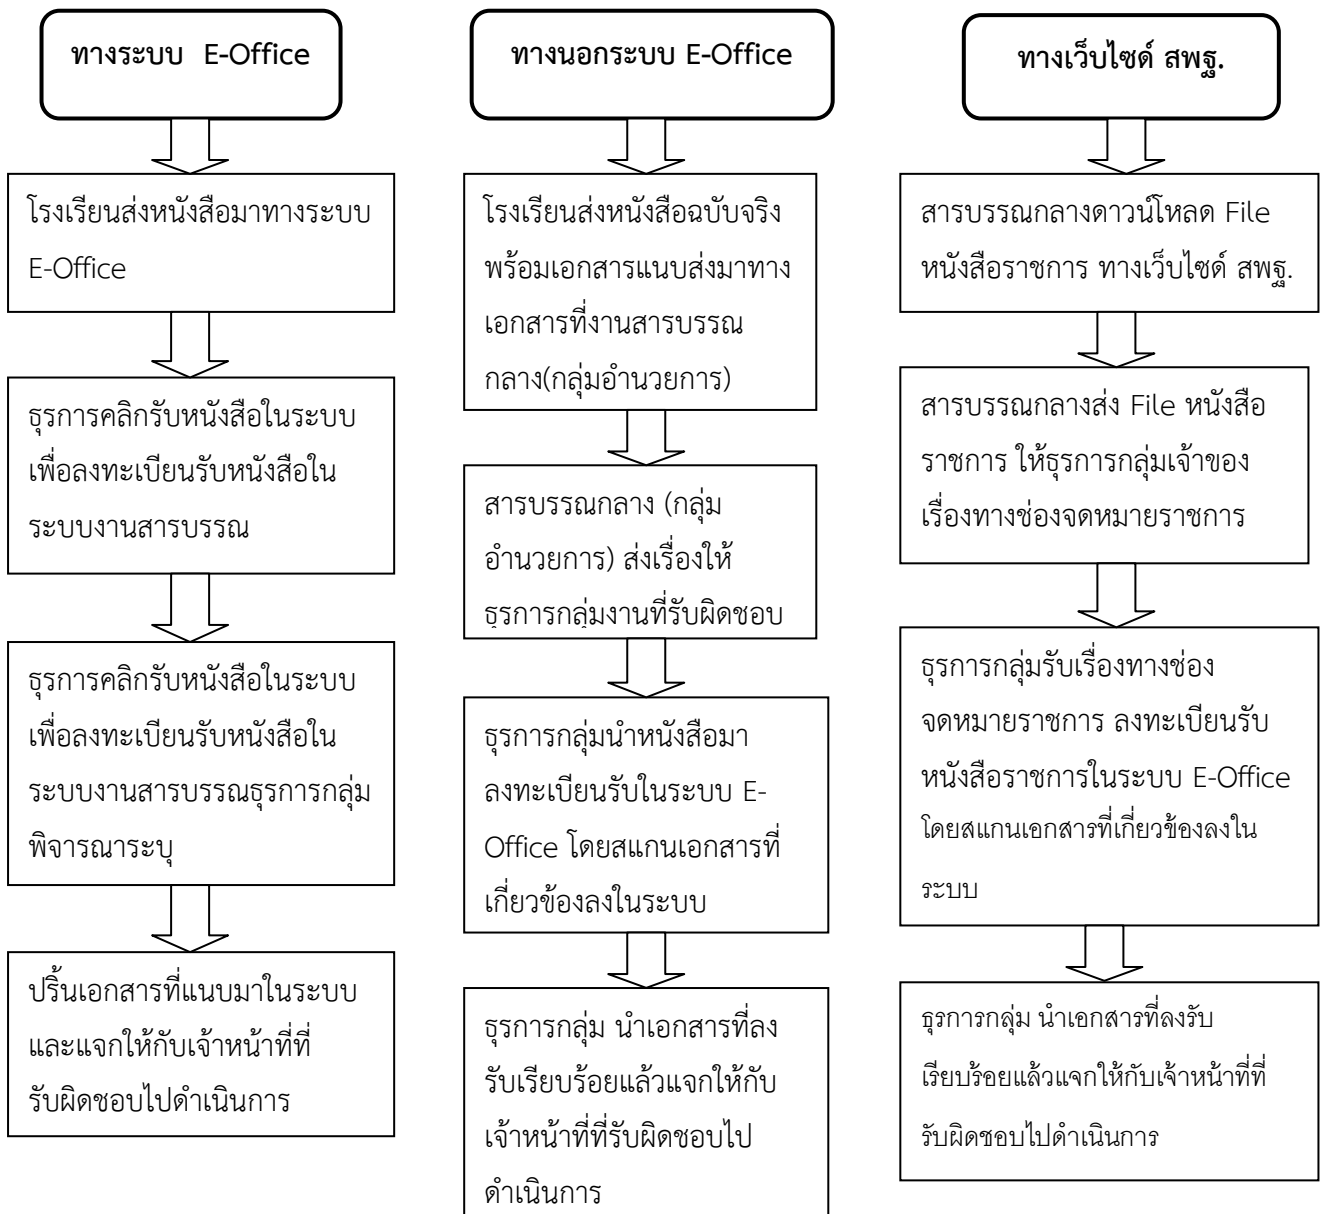 ทางระบบ E-Office
โรงเรียนส่งหนังสือมาทางระบบ
E-Office
ธุรการคลิกรับหนังสือในระบบ
เพื่อลงทะเบียนรับหนังสือใน
ระบบงานสารบรรณ
ธุรการคลิกรับหนังสือในระบบ
เพื่อลงทะเบียนรับหนังสือใน
ระบบงานสารบรรณธุรการกลุ่ม
พิจารณาระบุ
ปริ้นเอกสารที่แนบมาในระบบ
และแจกให้กับเจ้าหน้าที่ที่
รับผิดชอบไปดำเนินการ
ทางนอกระบบ E-Office
โรงเรียนส่งหนังสือฉบับจริง
พร้อมเอกสารแนบส่งมาทาง
เอกสารที่งานสารบรรณ
กลาง(กลุ่มอำนวยการ)
สารบรรณกลาง (กลุ่ม
อำนวยการ) ส่งเรื่องให้
ธุรการกลุ่มงานที่รับผิดชอบ
ธุรการกลุ่มนำหนังสือมา
ลงทะเบียนรับในระบบ E-
Office โดยสแกนเอกสารที่
เกี่ยวข้องลงในระบบ
ธุรการกลุ่ม นำเอกสารที่ลง
รับเรียบร้อยแล้วแจกให้กับ
เจ้าหน้าที่ที่รับผิดชอบไป
ดำเนินการ
ทางเว็บไซด์ สพฐ.
สารบรรณกลางดาวน์โหลด File
หนังสือราชการ ทางเว็บไซด์ สพฐ.
สารบรรณกลางส่ง File หนังสือ
ราชการ ให้ธุรการกลุ่มเจ้าของ
เรื่องทางช่องจดหมายราชการ
ธุรการกลุ่มรับเรื่องทางช่อง
จดหมายราชการ ลงทะเบียนรับ
หนังสือราชการในระบบ E-Office
โดยสแกนเอกสารที่เกี่ยวข้องลงใน
ระบบ
ธุรการกลุ่ม นำเอกสารที่ลงรับ
เรียบร้อยแล้วแจกให้กับเจ้าหน้าที่ที่
รับผิดชอบไปดำเนินการ